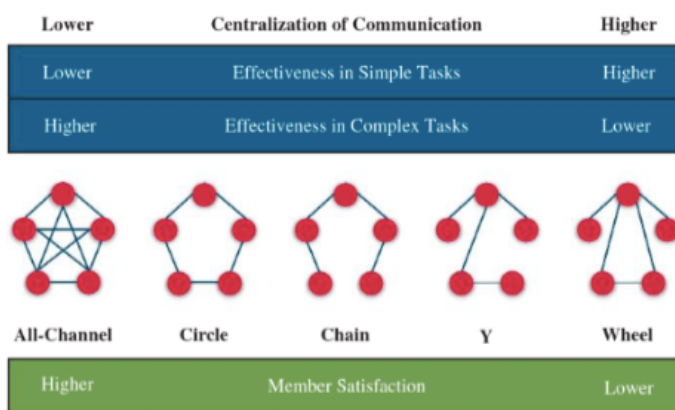 Lower Centralization of Communication Higher
Lower Effectiveness in Simple Tasks Higher
Higher Effectiveness in Complex Tasks Lower
All-Channel Circle Chain Y Wheel
Higher Member Satisfaction Lower